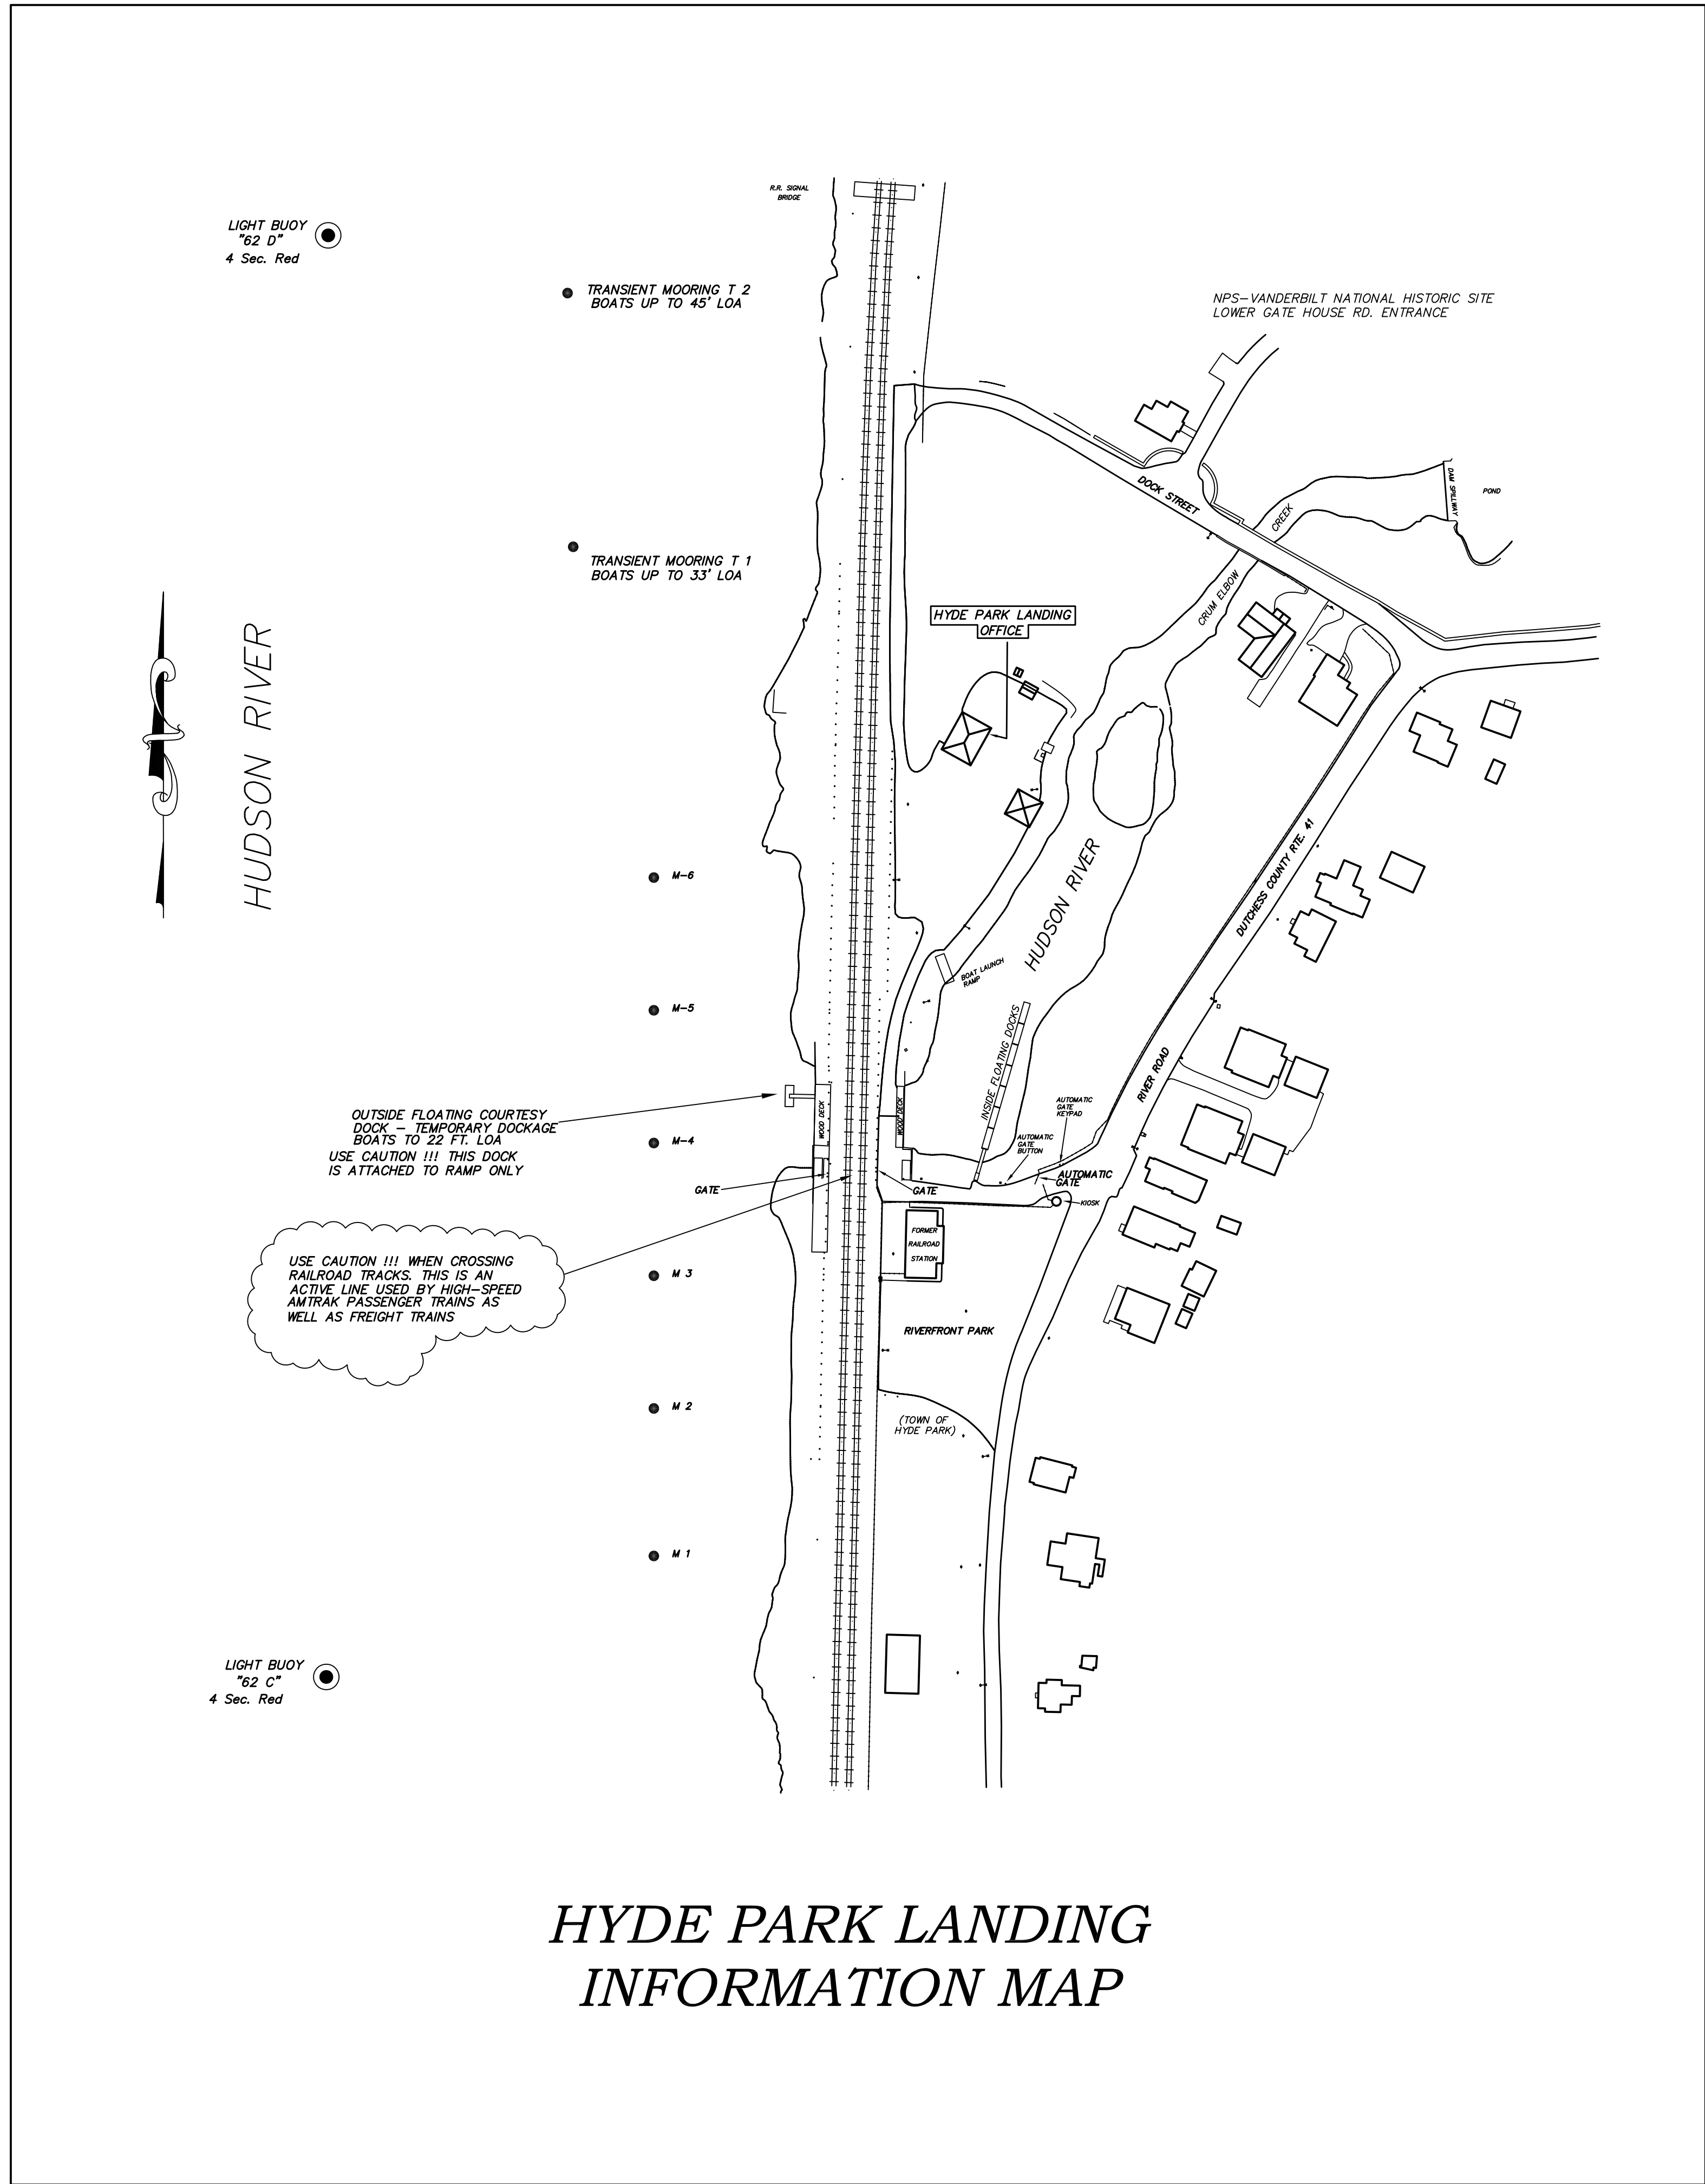 R.R. SIGNAL
BRIDGE
LIGHT BUOY
"62 D"
4 Sec. Red
TRANSIENT MOORING T 2
BOATS UP TO 45' LOA
NPS-VANDERBILT NATIONAL HISTORIC SITE
LOWER GATE HOUSE RD. ENTRANCE
DOCK STREET
DAM SPILLWAY
POND
CREEK
CRUM ELBOW
TRANSIENT MOORING T 1
BOATS UP TO 33' LOA
HYDE PARK LANDING
OFFICE
HUDSON RIVER
M-6
HUDSON RIVER
DUTCHESS COUNTY RTE. 41
BOAT LAUNCH
RAMP
M-5
INSIDE FLOATING DOCKS
RIVER ROAD
OUTSIDE FLOATING COURTESY
DOCK - TEMPORARY DOCKAGE
BOATS TO 22 FT. LOA
USE CAUTION !!! THIS DOCK
IS ATTACHED TO RAMP ONLY
M-4
WOOD DECK
WOOD DECK
AUTOMATIC
GATE
KEYPAD
AUTOMATIC
GATE
BUTTON
AUTOMATIC
GATE
GATE
GATE
KIOSK
FORMER
RAILROAD
STATION
USE CAUTION !!! WHEN CROSSING
RAILROAD TRACKS. THIS IS AN
ACTIVE LINE USED BY HIGH-SPEED
AMTRAK PASSENGER TRAINS AS
WELL AS FREIGHT TRAINS
M 3
RIVERFRONT PARK
M 2
(TOWN OF
HYDE PARK)
M 1
LIGHT BUOY
"62 C"
4 Sec. Red
HYDE PARK LANDING
INFORMATION MAP